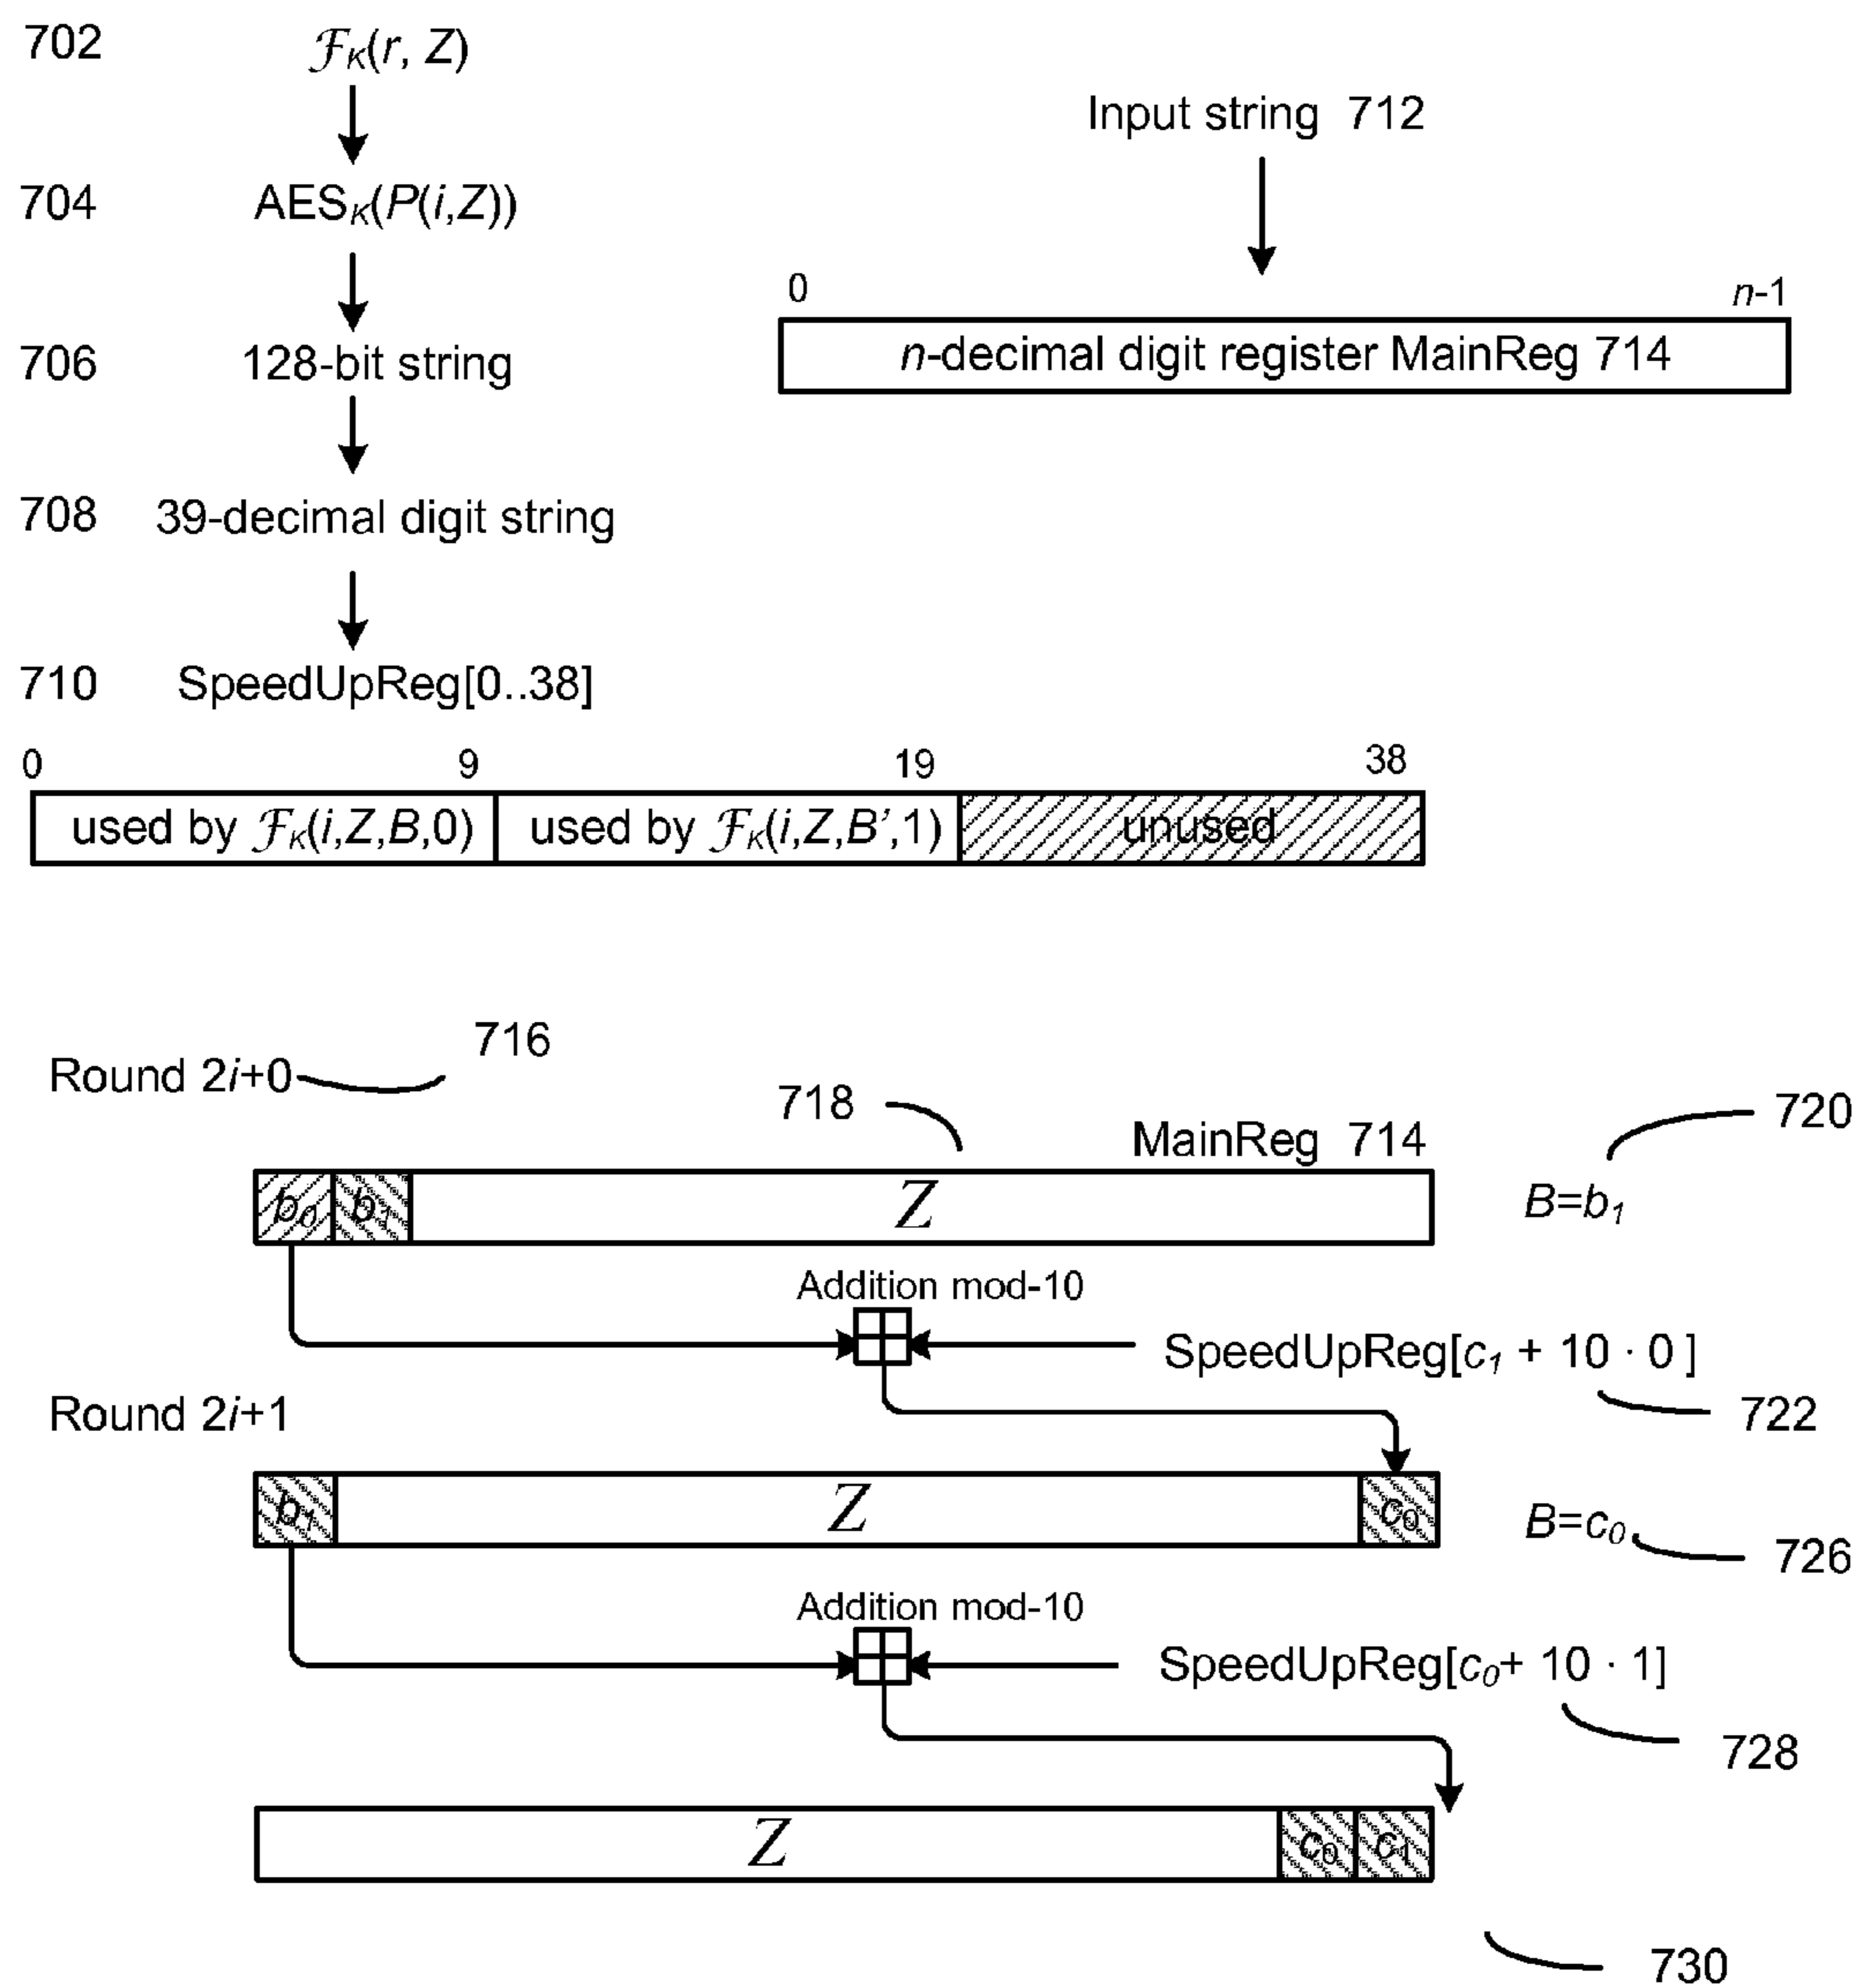 702 ℱK(r, Z)
Input string 712
704 AESK(P(i,Z))
0 n-1
n-decimal digit register MainReg 714
706 128-bit string
708 39-decimal digit string
710 SpeedUpReg[0..38]
0 9 19 38
used by ℱK(i,Z,B,0) used by ℱK(i,Z,B’,1) unused
716
Round 2i+0
718
720
MainReg 714
b0 b1 Z B=b1
Addition mod-10
SpeedUpReg[c1 + 10 · 0 ]
Round 2i+1
722
b1 Z c0 B=c0
726
Addition mod-10
SpeedUpReg[c0+ 10 · 1]
728
Z c0 c1
730